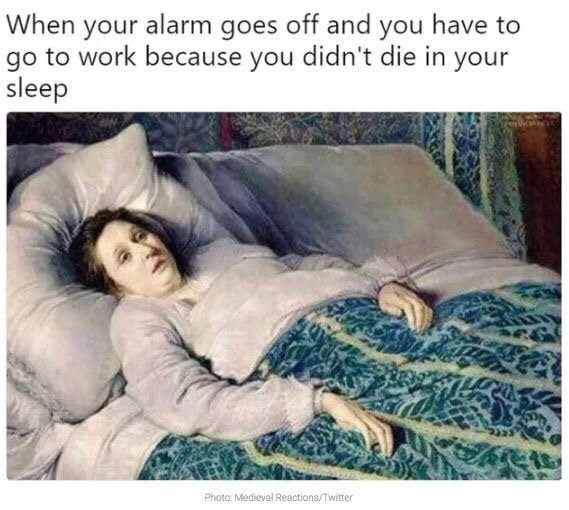 When your alarm goes off and you have to
go to work because you didn't die in your
sleep
Photo: Medieval Reactions/Twitter